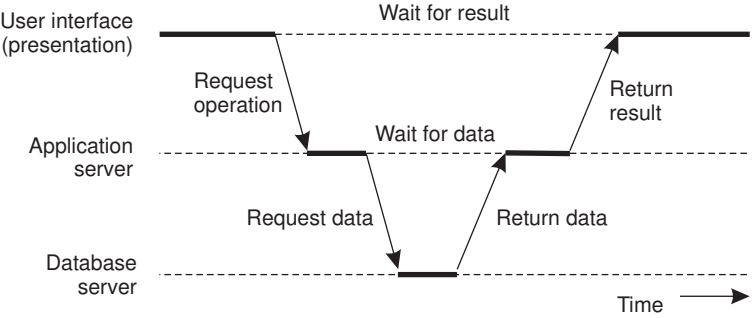 User interface
(presentation)
Wait for result
Request
operation
Return
result
Application
server
Wait for data
Request data
Return data
Database
server
Time